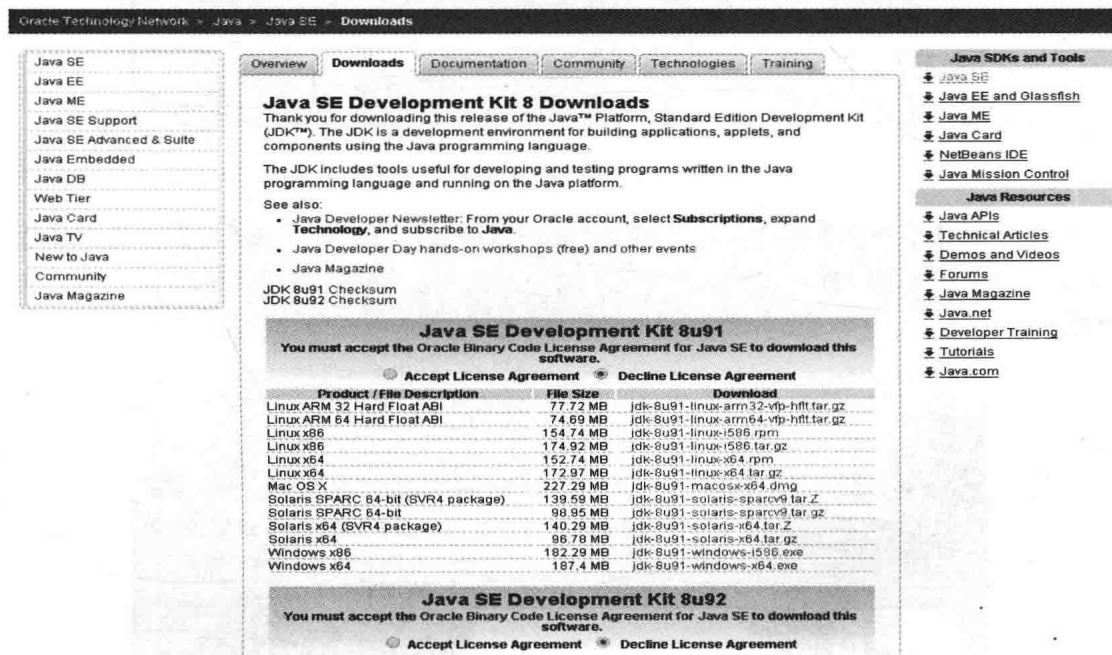 Oracle Technology Network > Java > Java SE > Downloads
Java SE
Java EE
Java ME
Java SE Support
Java SE Advanced & Suite
Java Embedded
Java DB
Web Tier
Java Card
Java TV
New to Java
Community
Java Magazine
Overview Downloads Documentation Community Technologies Training
Java SE Development Kit 8 Downloads
Thank you for downloading this release of the Java™ Platform, Standard Edition Development Kit
(JDK™). The JDK is a development environment for building applications, applets, and
components using the Java programming language.
The JDK includes tools useful for developing and testing programs written in the Java
programming language and running on the Java platform.
See also:
• Java Developer Newsletter: From your Oracle account, select Subscriptions, expand
Technology, and subscribe to Java.
• Java Developer Day hands-on workshops (free) and other events
• Java Magazine
JDK 8u91 Checksum
JDK 8u92 Checksum
Java SE Development Kit 8u91
You must accept the Oracle Binary Code License Agreement for Java SE to download this
software.
Accept License Agreement Decline License Agreement
Product / File Description File Size Download
Linux ARM 32 Hard Float ABI 77.72 MB jdk-8u91-linux-arm32-vfp-hflt.tar.gz
Linux ARM 64 Hard Float ABI 74.69 MB jdk-8u91-linux-arm64-vfp-hflt.tar.gz
Linux x86 154.74 MB jdk-8u91-linux-i586.rpm
Linux x86 174.92 MB jdk-8u91-linux-i586.tar.gz
Linux x64 152.74 MB jdk-8u91-linux-x64.rpm
Linux x64 172.97 MB jdk-8u91-linux-x64.tar.gz
Mac OS X 227.29 MB jdk-8u91-macosx-x64.dmg
Solaris SPARC 64-bit (SVR4 package) 139.59 MB jdk-8u91-solaris-sparcv9.tar.Z
Solaris SPARC 64-bit 98.95 MB jdk-8u91-solaris-sparcv9.tar.gz
Solaris x64 (SVR4 package) 140.29 MB jdk-8u91-solaris-x64.tar.Z
Solaris x64 96.78 MB jdk-8u91-solaris-x64.tar.gz
Windows x86 182.29 MB jdk-8u91-windows-i586.exe
Windows x64 187.4 MB jdk-8u91-windows-x64.exe
Java SE Development Kit 8u92
You must accept the Oracle Binary Code License Agreement for Java SE to download this
software.
Accept License Agreement Decline License Agreement
Java SDKs and Tools
Java SE
Java EE and Glassfish
Java ME
Java Card
NetBeans IDE
Java Mission Control
Java Resources
Java APIs
Technical Articles
Demos and Videos
Forums
Java Magazine
Java.net
Developer Training
Tutorials
Java.com